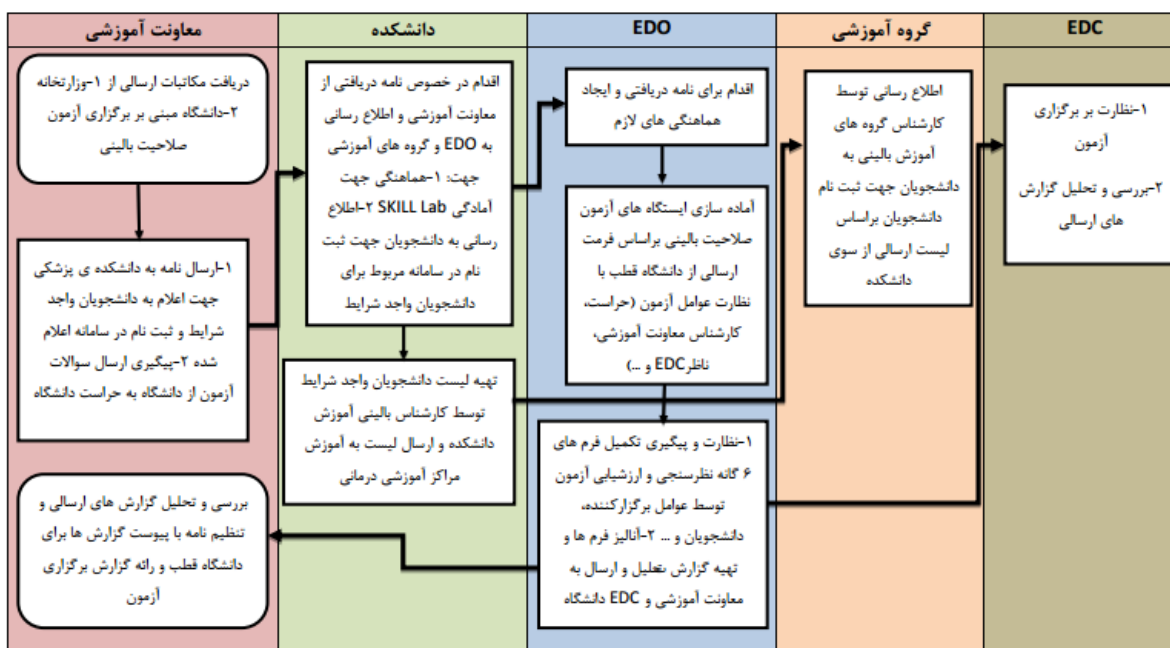 معاونت آموزشی
دریافت مکاتبات ارسالی از ۱-وزارتخانه
۲-دانشگاه مبنی بر برگزاری آزمون
صلاحیت بالینی
۱-ارسال نامه به دانشکده ی پزشکی
جهت اعلام به دانشجویان واجد
شرایط و ثبت نام در سامانه اعلام
شده ۲-پیگیری ارسال سوالات
آزمون از دانشگاه به حراست دانشگاه
بررسی و تحلیل گزارش های ارسالی و
تنظیم نامه با پیوست گزارش ها برای
دانشگاه قطب و رائه گزارش برگزاری
آزمون
دانشکده
اقدام در خصوص نامه دریافتی از
معاونت آموزشی و اطلاع رسانی
به EDO و گروه های آموزشی
جهت: ۱-هماهنگی جهت
آمادگی SKILL Lab ۲-اطلاع
رسانی به دانشجویان جهت ثبت
نام در سامانه مربوط برای
دانشجویان واجد شرایط
تهیه لیست دانشجویان واجد شرایط
توسط کارشناس بالینی آموزش
دانشکده و ارسال لیست به آموزش
مراکز آموزشی درمانی
EDO
اقدام برای نامه دریافتی و ایجاد
هماهنگی های لازم
آماده سازی ایستگاه های آزمون
صلاحیت بالینی براساس فرمت
ارسالی از دانشگاه قطب با
نظارت عوامل آزمون (حراست،
کارشناس معاونت آموزشی،
ناظر EDC و ...)
۱-نظارت و پیگیری تکمیل فرم های
۶ گانه نظرسنجی و ارزشیابی آزمون
توسط عوامل برگزارکننده،
دانشجویان و ... ۲-آنالیز فرم ها و
تهیه گزارش تحلیل و ارسال به
معاونت آموزشی و EDC دانشگاه
گروه آموزشی
اطلاع رسانی توسط
کارشناس گروه های
آموزش بالینی به
دانشجویان جهت ثبت نام
دانشجویان براساس
لیست ارسالی از سوی
دانشکده
EDC
۱-نظارت بر برگزاری
آزمون
۲-بررسی و تحلیل گزارش
های ارسالی